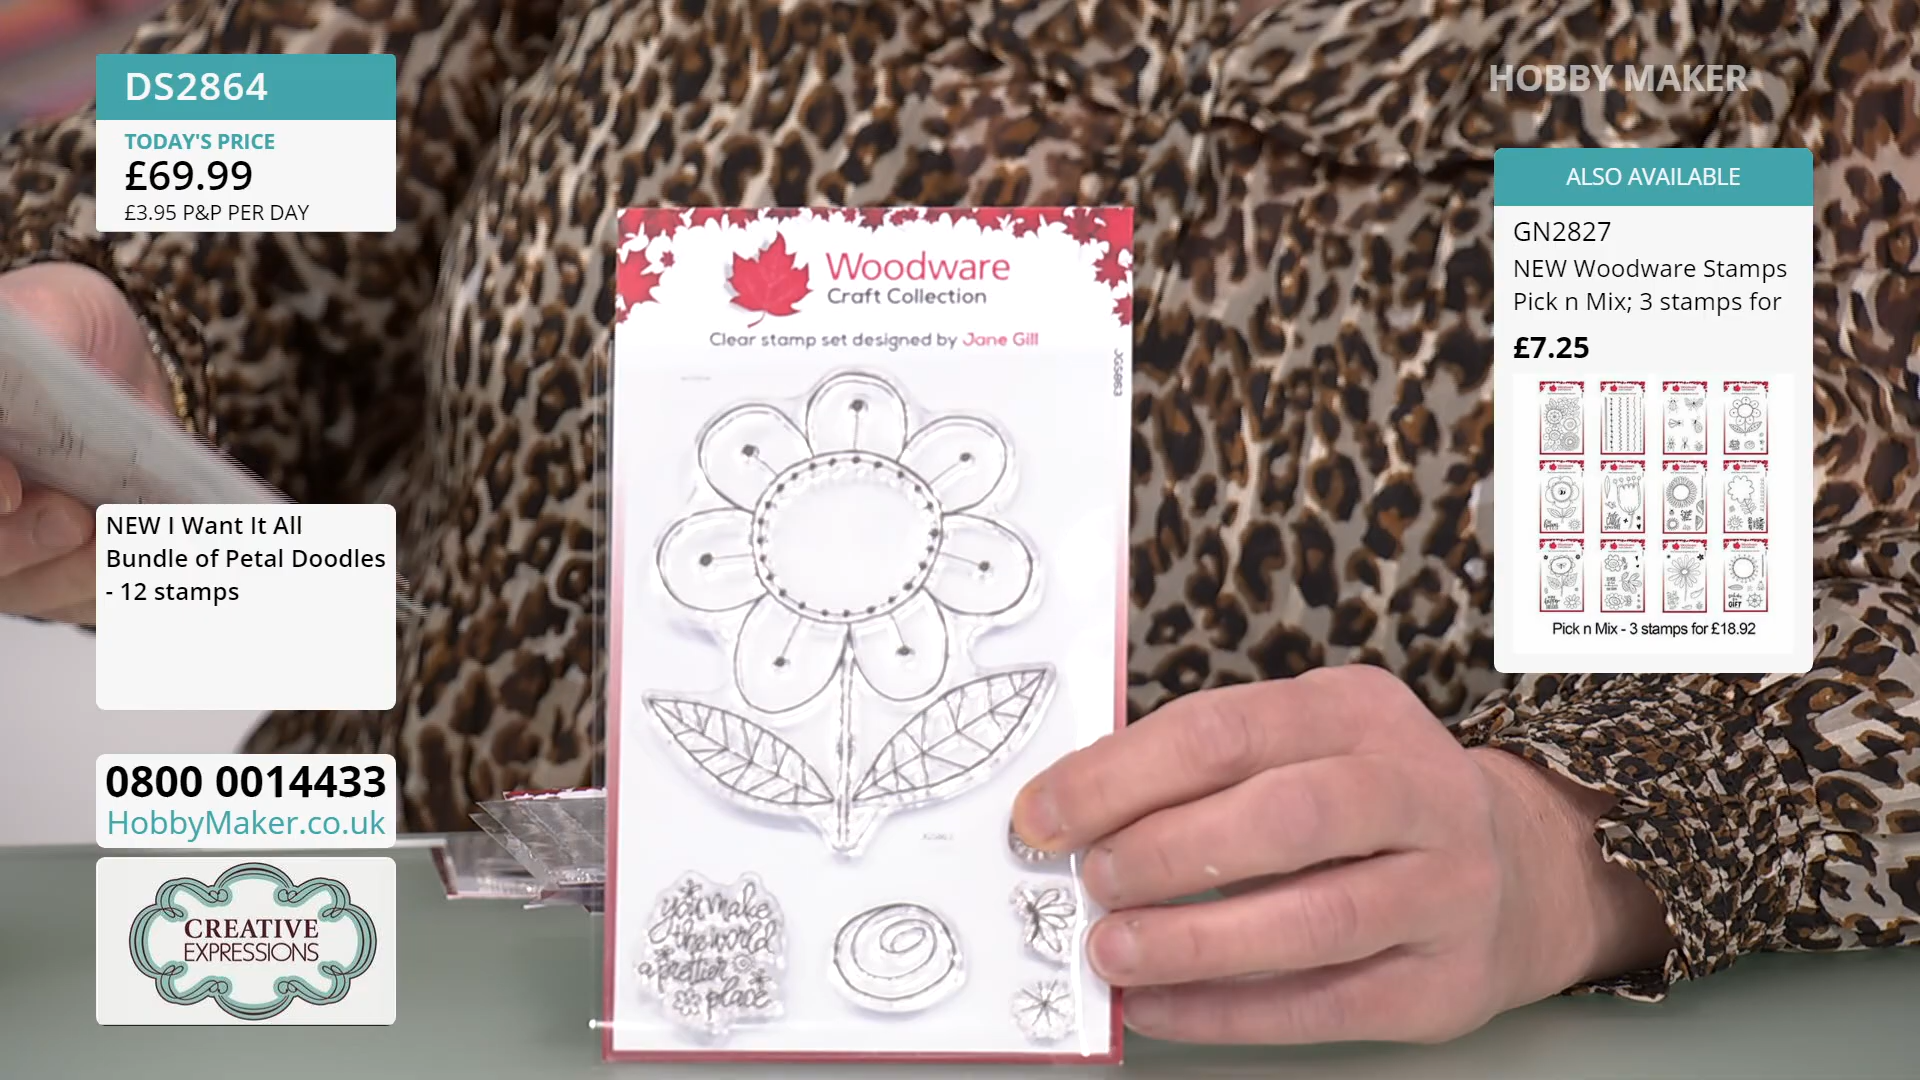 DS2864
TODAY'S PRICE
£69.99
£3.95 P&P PER DAY
NEW I Want It All
Bundle of Petal Doodles
- 12 stamps
0800 0014433
HobbyMaker.co.uk
CREATIVE
EXPRESSIONS
Woodware
Craft Collection
Clear stamp set designed by Jane Gill
JGS863
you make
the world
a prettier
place
HOBBY MAKER
ALSO AVAILABLE
GN2827
NEW Woodware Stamps
Pick n Mix; 3 stamps for
£7.25
Pick n Mix - 3 stamps for £18.92